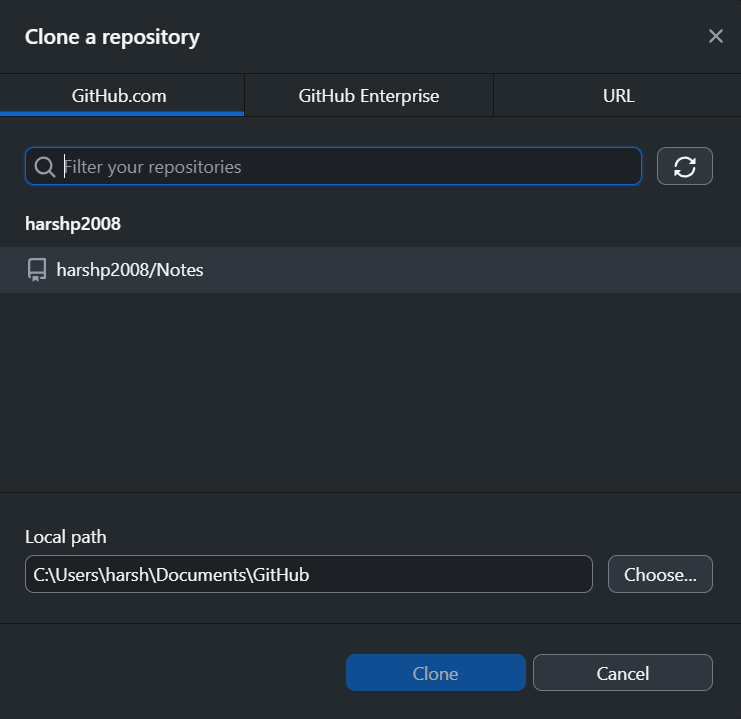 Clone a repository
GitHub.com GitHub Enterprise URL
Filter your repositories
harshp2008
harshp2008/Notes
Local path
C:\Users\harsh\Documents\GitHub Choose...
Clone Cancel